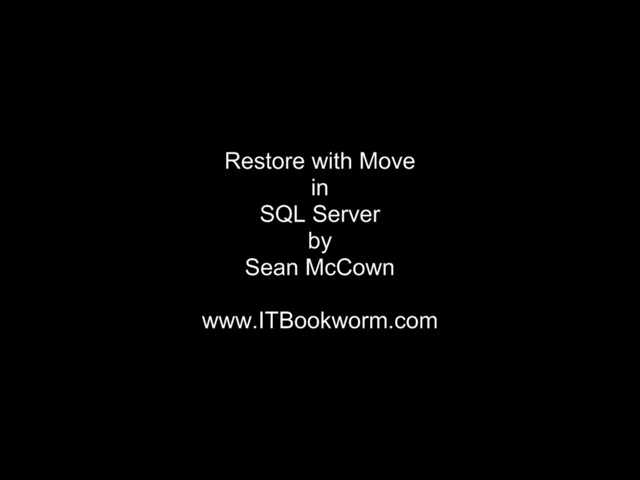 Restore with Move
in
SQL Server
by
Sean McCown
www.ITBookworm.com